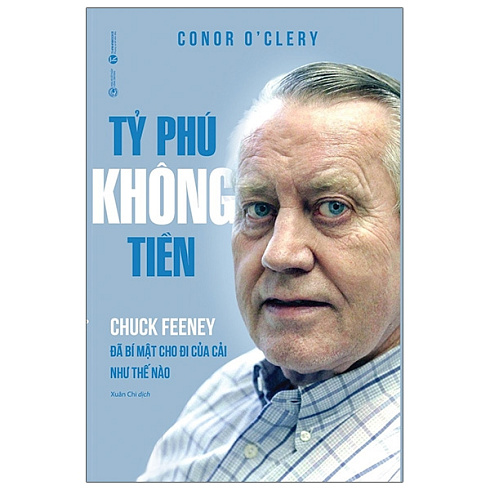 CONOR O'CLERY
TỶ PHÚ
KHÔNG
TIỀN
CHUCK FEENEY
ĐÃ BÍ MẬT CHO ĐI CỦA CẢI
NHƯ THẾ NÀO
Xuân Chi dịch